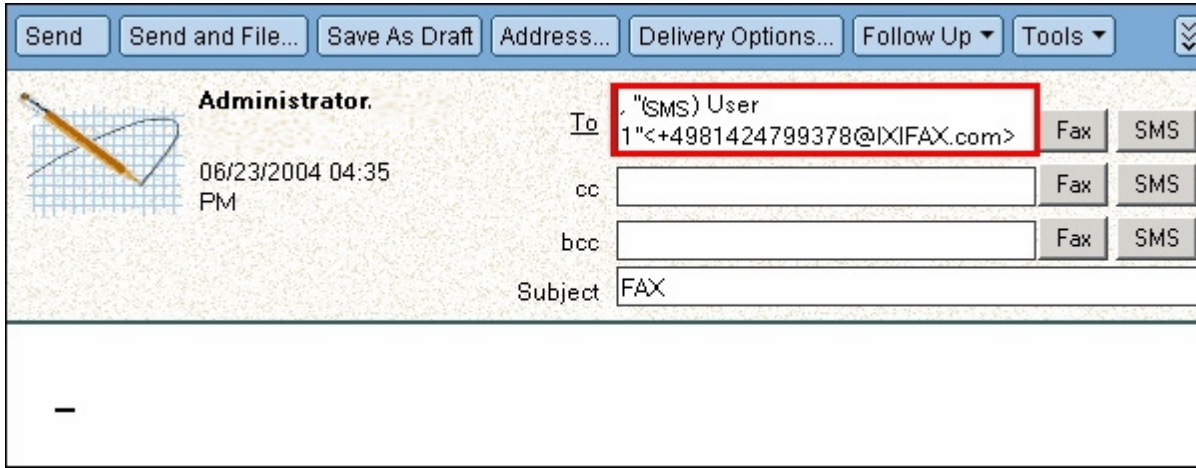 Send Send and File... Save As Draft Address... Delivery Options... Follow Up Tools
Administrator.
06/23/2004 04:35
PM
To , "(SMS) User
1"<+4981424799378@IXIFAX.com> Fax SMS
cc Fax SMS
bcc Fax SMS
Subject FAX